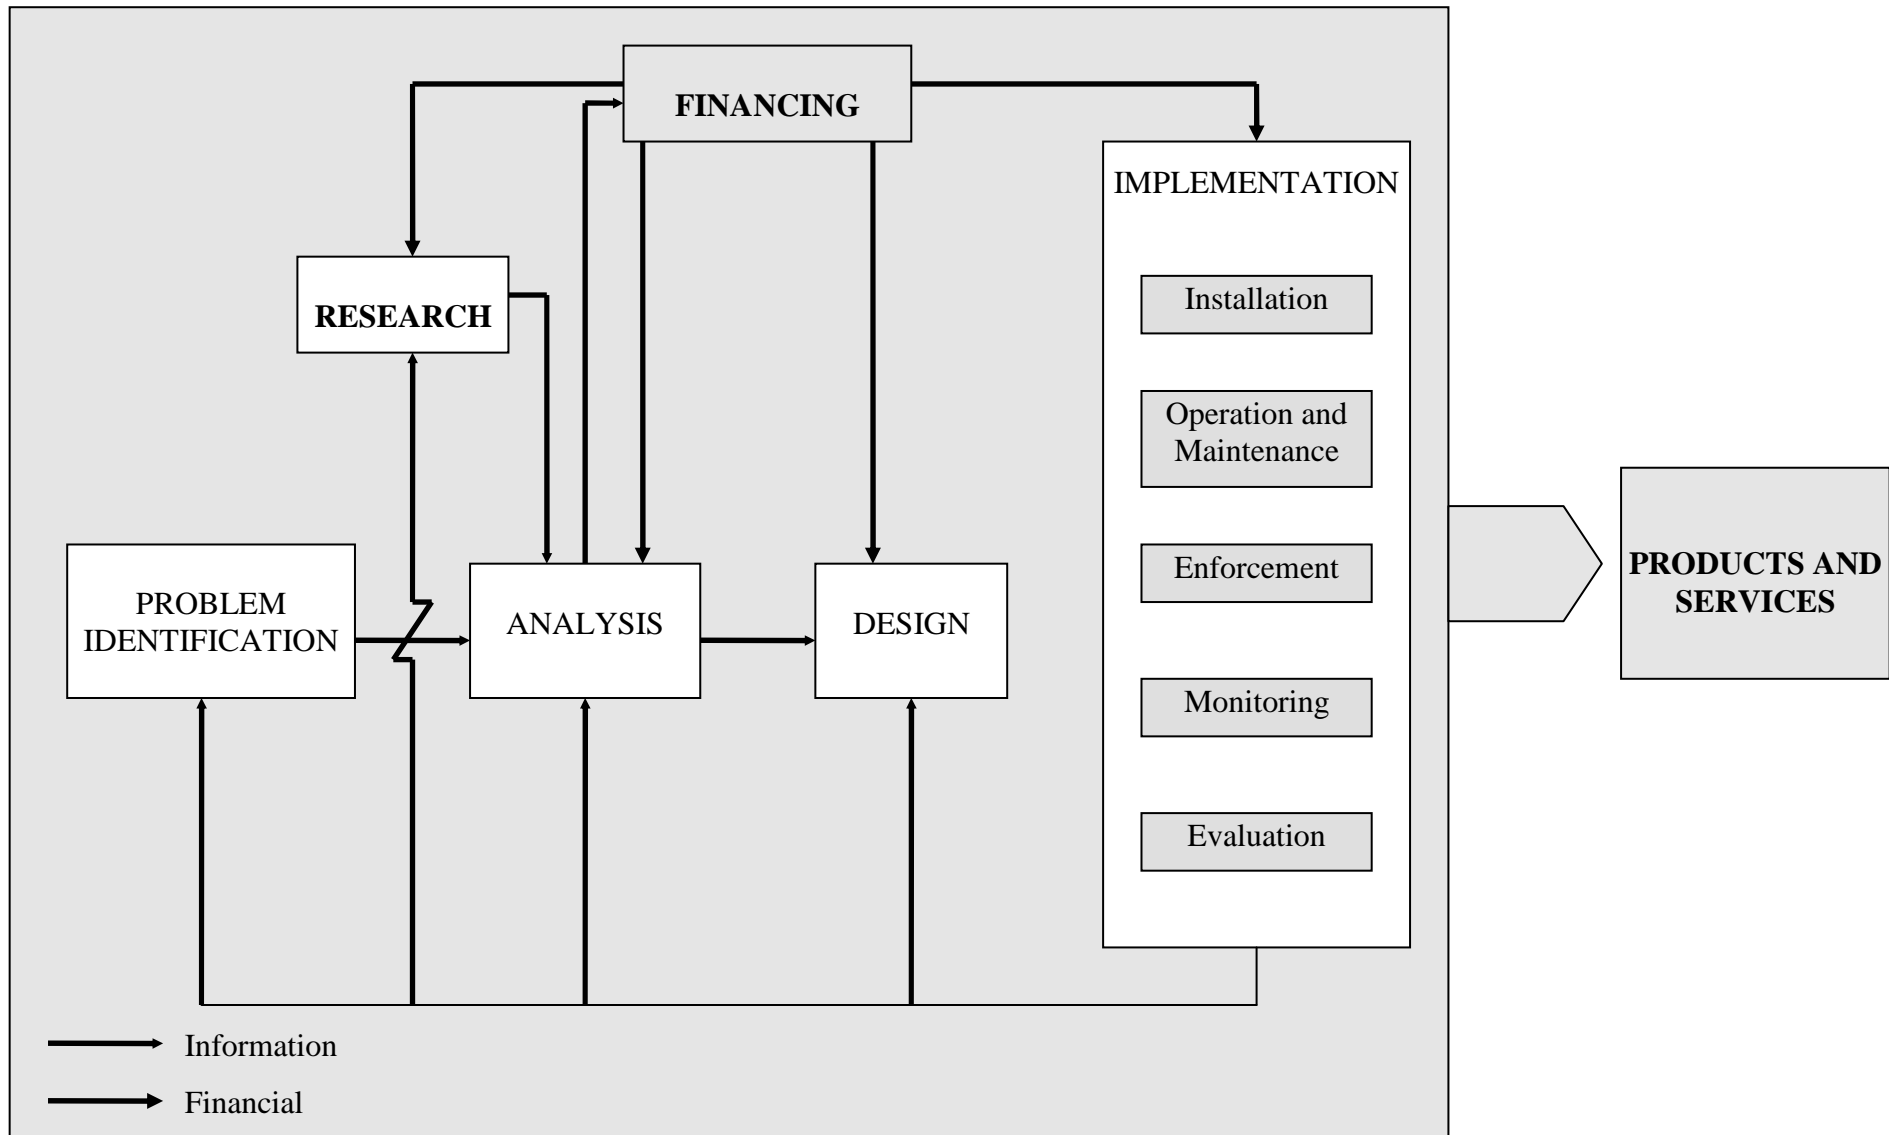 FINANCING
IMPLEMENTATION
Installation
RESEARCH
Operation and
Maintenance
PROBLEM
IDENTIFICATION
ANALYSIS
DESIGN
Enforcement
PRODUCTS AND
SERVICES
Monitoring
Evaluation
Information
Financial